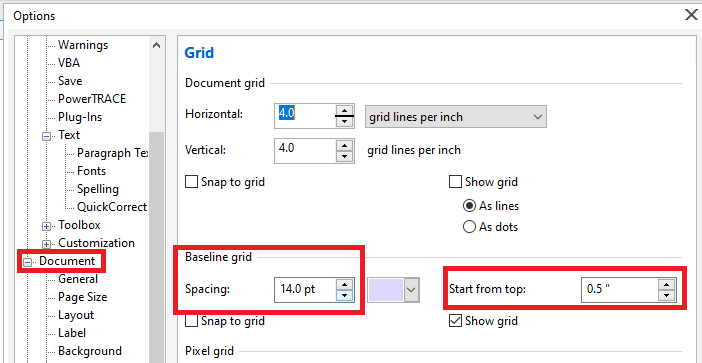 Options
Warnings
VBA
Save
PowerTRACE
Plug-Ins
Text
Paragraph Te
Fonts
Spelling
QuickCorrect
Toolbox
Customization
Document
General
Page Size
Layout
Label
Background
Grid
Document grid
Horizontal: 4.0 grid lines per inch
Vertical: 4.0 grid lines per inch
Snap to grid Show grid
As lines
As dots
Baseline grid
Spacing: 14.0 pt Start from top: 0.5 "
Snap to grid Show grid
Pixel grid